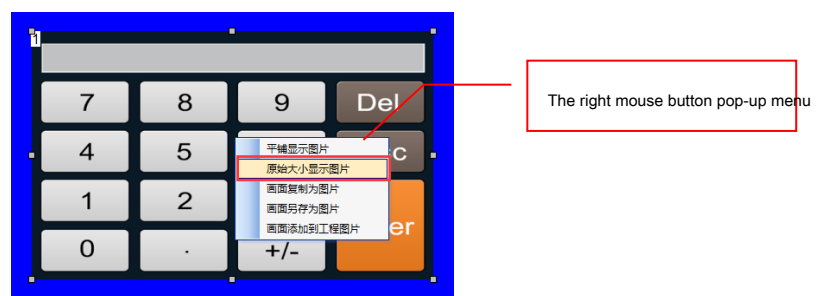 1
7 8 9 Del
The right mouse button pop-up menu
4 5 c
平铺显示图片
原始大小显示图片
1 2
画面复制为图片
画面另存为图片
画面添加到工程图片
er
0 . +/-